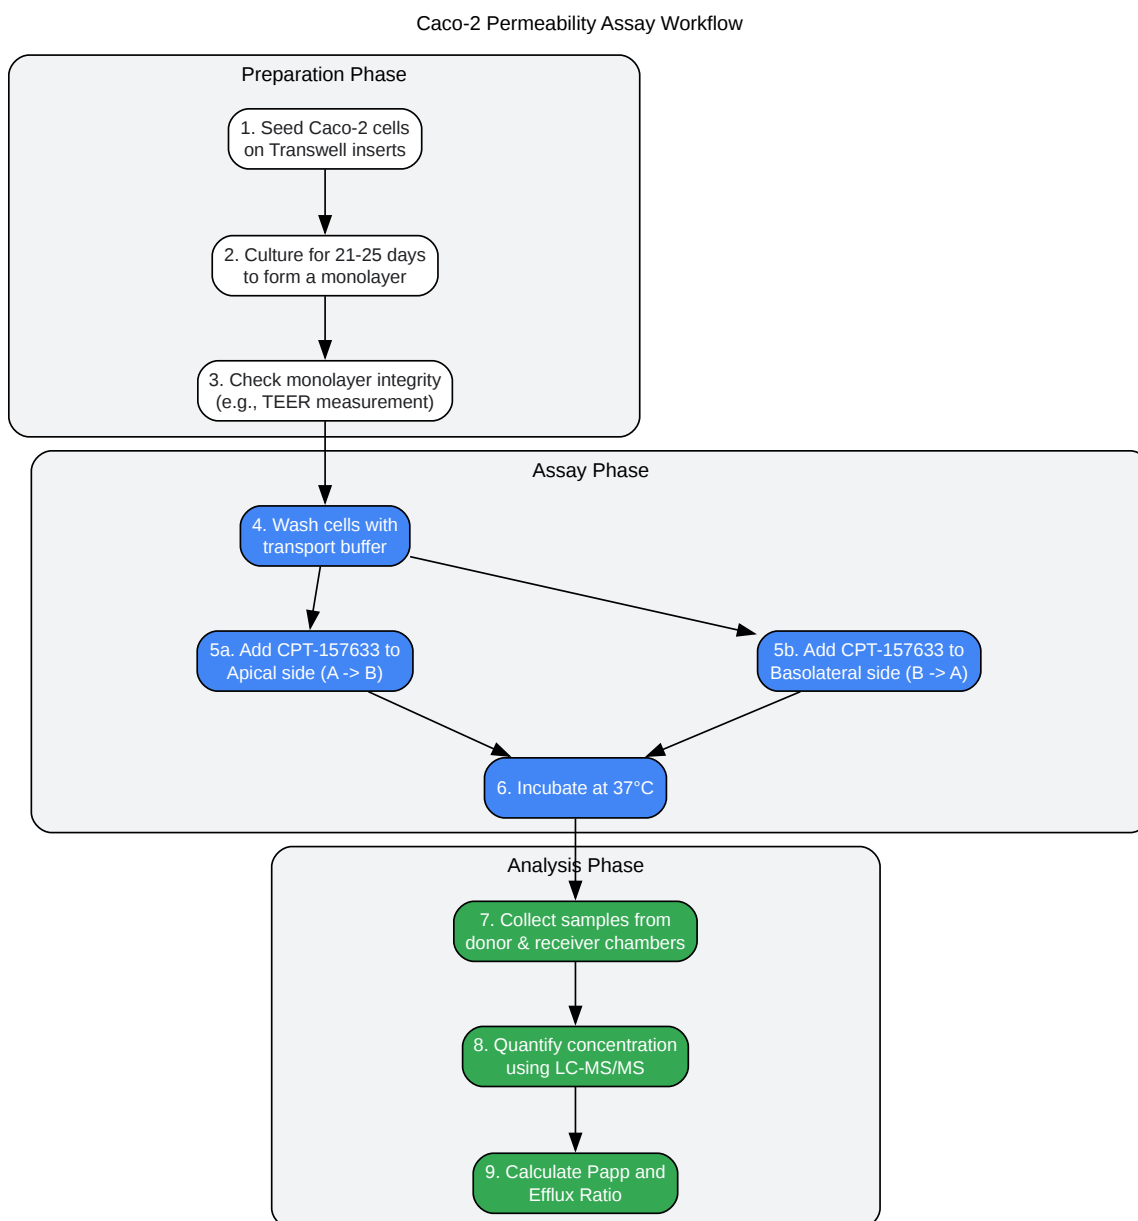 Caco-2 Permeability Assay Workflow
Preparation Phase
1. Seed Caco-2 cells
on Transwell inserts
2. Culture for 21-25 days
to form a monolayer
3. Check monolayer integrity
(e.g., TEER measurement)
Assay Phase
4. Wash cells with
transport buffer
5a. Add CPT-157633 to
Apical side (A -> B)
5b. Add CPT-157633 to
Basolateral side (B -> A)
6. Incubate at 37°C
Analysis Phase
7. Collect samples from
donor & receiver chambers
8. Quantify concentration
using LC-MS/MS
9. Calculate Papp and
Efflux Ratio